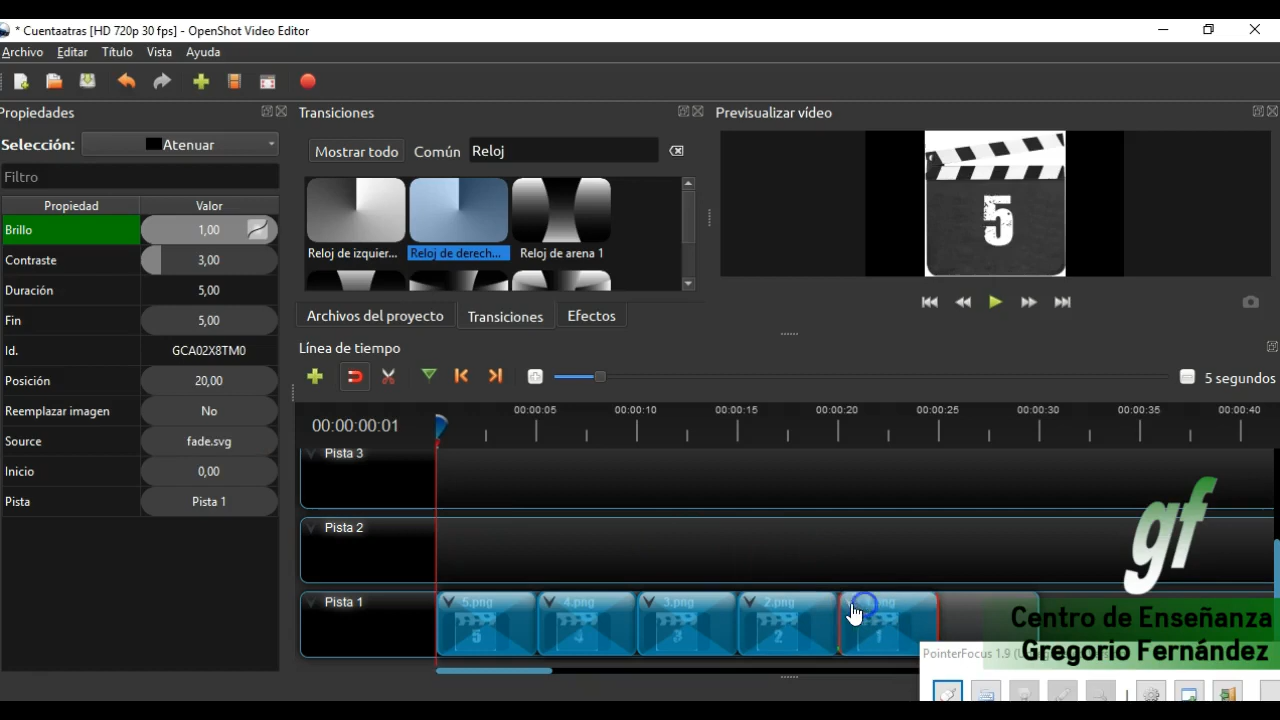 * Cuentaatras [HD 720p 30 fps] - OpenShot Video Editor
Archivo Editar Título Vista Ayuda
Propiedades
Selección: Atenuar
Filtro
Propiedad Valor
Brillo 1,00
Contraste 3,00
Duración 5,00
Fin 5,00
Id. GCA02X8TM0
Posición 20,00
Reemplazar imagen No
Source fade.svg
Inicio 0,00
Pista Pista 1
Transiciones
Mostrar todo Común Reloj
Reloj de izquier... Reloj de derech... Reloj de arena 1
Archivos del proyecto Transiciones Efectos
Previsualizar vídeo
5
Línea de tiempo
5 segundos
00:00:00:01
00:00:05 00:00:10 00:00:15 00:00:20 00:00:25 00:00:30 00:00:35 00:00:40
Pista 3
Pista 2
Pista 1
5.png 4.png 3.png 2.png
5 4 3 2 1
gf
Centro de Enseñanza
Gregorio Fernández
PointerFocus 1.9